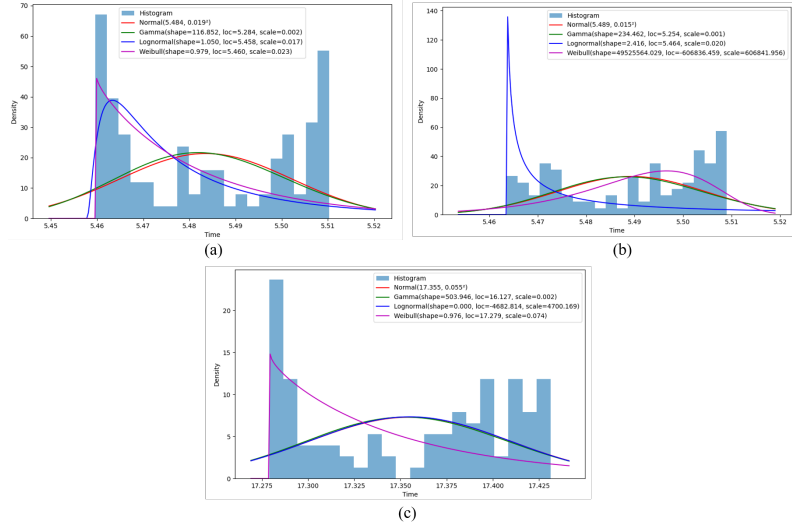 70
60
50
40
30
20
10
0
Density
Histogram
Normal(5.484, 0.019²)
Gamma(shape=116.852, loc=5.284, scale=0.002)
Lognormal(shape=1.050, loc=5.458, scale=0.017)
Weibull(shape=0.979, loc=5.460, scale=0.023)
5.45 5.46 5.47 5.48 5.49 5.50 5.51 5.52
Time
(a)
140
120
100
80
60
40
20
0
Density
Histogram
Normal(5.489, 0.015²)
Gamma(shape=234.462, loc=5.254, scale=0.001)
Lognormal(shape=2.416, loc=5.464, scale=0.020)
Weibull(shape=49525564.029, loc=-606836.459, scale=606841.956)
5.46 5.47 5.48 5.49 5.50 5.51 5.52
Time
(b)
20
15
10
5
0
Density
Histogram
Normal(17.355, 0.055²)
Gamma(shape=503.946, loc=16.127, scale=0.002)
Lognormal(shape=0.000, loc=-4682.814, scale=4700.169)
Weibull(shape=0.976, loc=17.279, scale=0.074)
17.275 17.300 17.325 17.350 17.375 17.400 17.425
Time
(c)